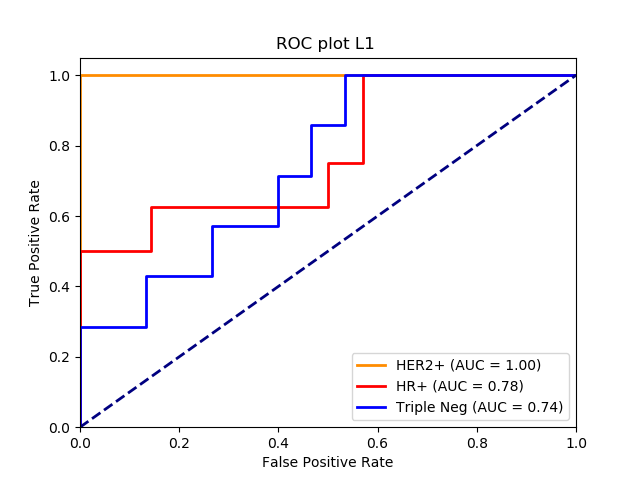 ROC plot L1
True Positive Rate
1.0
0.8
0.6
0.4
0.2
0.0
HER2+ (AUC = 1.00)
HR+ (AUC = 0.78)
Triple Neg (AUC = 0.74)
0.0 0.2 0.4 0.6 0.8 1.0
False Positive Rate